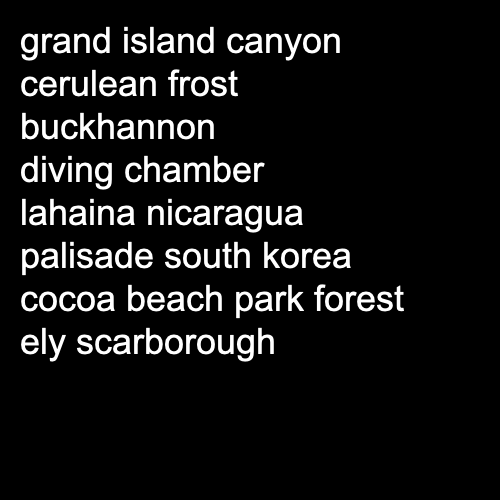 grand island canyon
cerulean frost
buckhannon
diving chamber
lahaina nicaragua
palisade south korea
cocoa beach park forest
ely scarborough